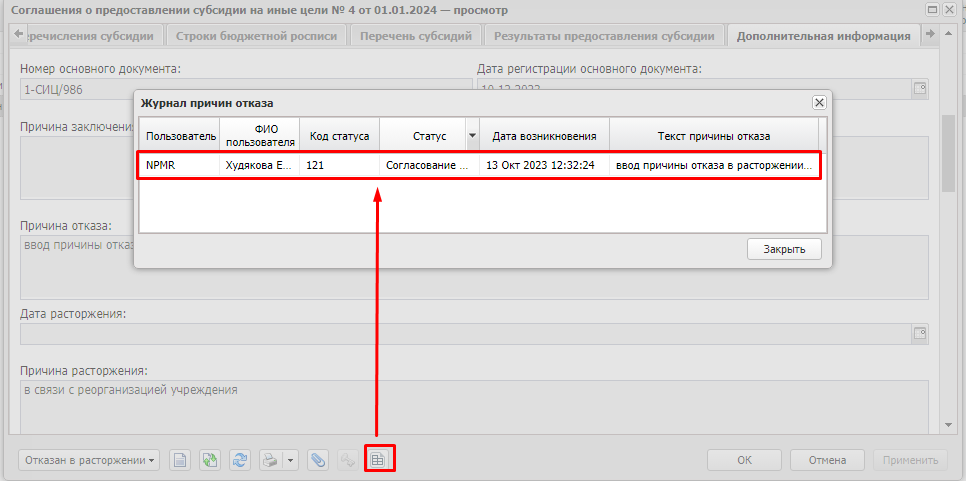 Соглашения о предоставлении субсидии на иные цели № 4 от 01.01.2024 — просмотр
еречисления субсидии Строки бюджетной росписи Перечень субсидий Результаты предоставления субсидии Дополнительная информация
Номер основного документа: Дата регистрации основного документа:
1-СИЦ/986
Журнал причин отказа
Причина заключени
Пользователь ФИО пользователя Код статуса Статус Дата возникновения Текст причины отказа
NPMR Худякова Е... 121 Согласование ... 13 Окт 2023 12:32:24 ввод причины отказа в расторжении...
Причина отказа:
ввод причины отказ
Закрыть
Дата расторжения:
Причина расторжения:
в связи с реорганизацией учреждения
Отказан в расторжении ОК Отмена Применить